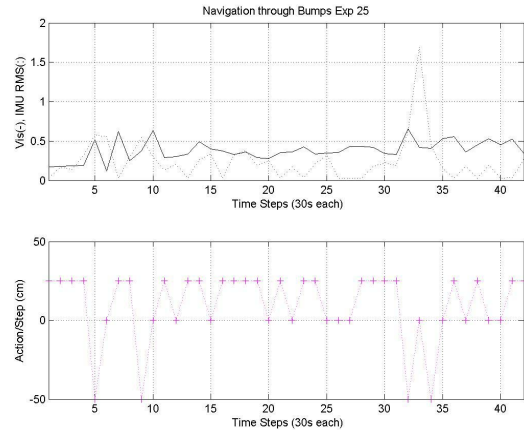 Navigation through Bumps Exp 25
Vis(-), IMU RMS(:)
2
1.5
1
0.5
0
5 10 15 20 25 30 35 40
Time Steps (30s each)
Action/Step (cm)
50
0
-50
5 10 15 20 25 30 35 40
Time Steps (30s each)